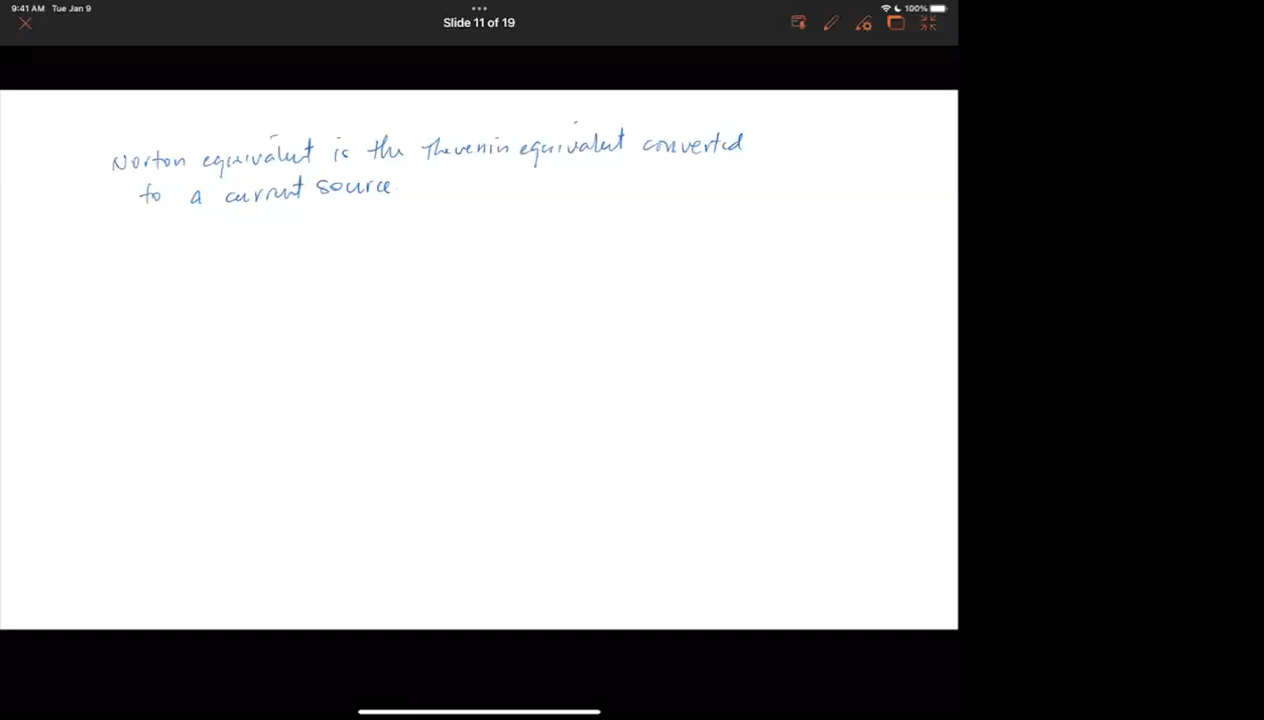 9:41 AM Tue Jan 9
100%
Slide 11 of 19
Norton equivalent is the Thevenin equivalent converted
to a current source.